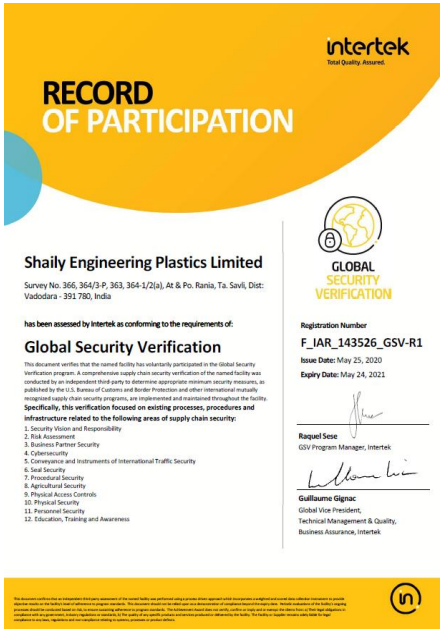 intertek
Total Quality. Assured.
RECORD
OF PARTICIPATION
GLOBAL
SECURITY
VERIFICATION
Shaily Engineering Plastics Limited
Survey No. 366, 364/3-P, 363, 364-1/2(a), At & Po. Rania, Ta. Savli, Dist:
Vadodara - 391 780, India
has been assessed by Intertek as conforming to the requirements of:
Global Security Verification
This document verifies that the named facility has voluntarily participated in the Global Security
Verification program. A comprehensive supply chain security verification of the named facility was
conducted by an independent third-party to determine appropriate minimum security measures, as
published by the U.S. Bureau of Customs and Border Protection and other international mutually
recognized supply chain security programs, are implemented and maintained throughout the facility.
Specifically, this verification focused on existing processes, procedures and
infrastructure related to the following areas of supply chain security:
1. Security Vision and Responsibility
2. Risk Assessment
3. Business Partner Security
4. Cybersecurity
5. Conveyance and Instruments of International Traffic Security
6. Seal Security
7. Procedural Security
8. Agricultural Security
9. Physical Access Controls
10. Physical Security
11. Personnel Security
12. Education, Training and Awareness
Registration Number
F_IAR_143526_GSV-R1
Issue Date: May 25, 2020
Expiry Date: May 24, 2021
Raquel Sese
GSV Program Manager, Intertek
Guillaume Gignac
Global Vice President,
Technical Management & Quality,
Business Assurance, Intertek
in